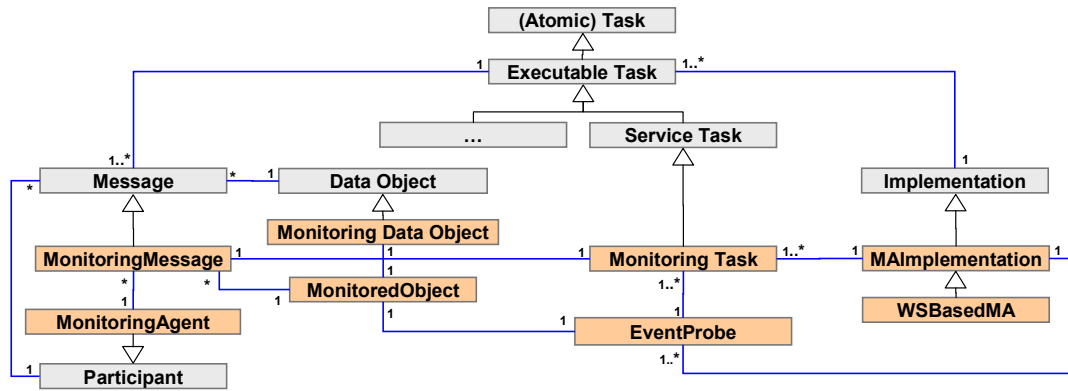 (Atomic) Task
1 Executable Task 1..*
… Service Task
1..* 1
* Message * 1 Data Object Implementation
Monitoring Data Object
MonitoringMessage 1 1 1 Monitoring Task 1..* 1 MAImplementation 1
* * 1 1..*
1 1 MonitoredObject WSBasedMA
MonitoringAgent 1 1 1 EventProbe
1..*
1 Participant